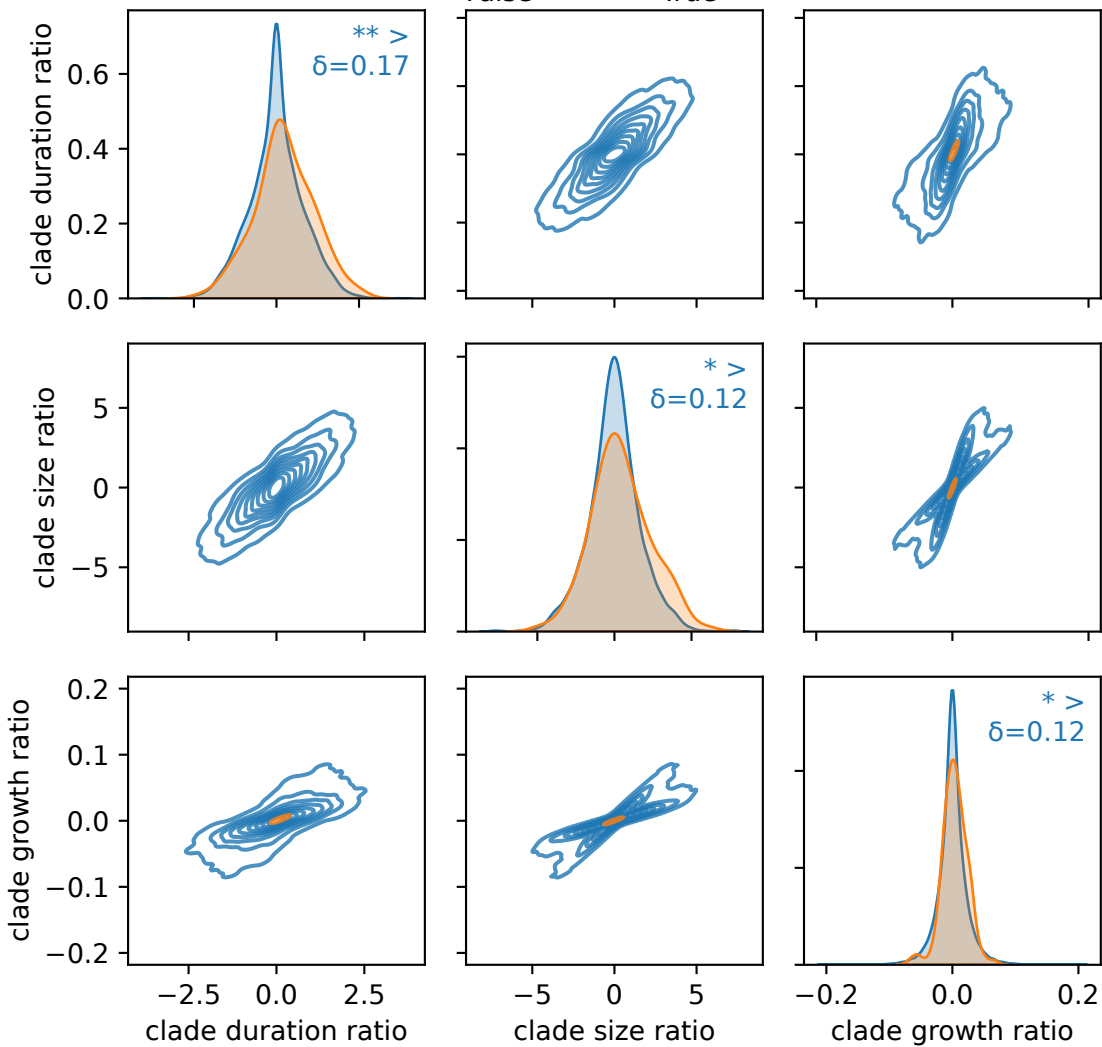 clade duration ratio
0.6
0.4
0.2
0.0
** >
δ=0.17
clade size ratio
5
0
−5
* >
δ=0.12
clade growth ratio
0.2
0.1
0.0
−0.1
−0.2
* >
δ=0.12
−2.5 0.0 2.5
−5 0 5
−0.2 0.0 0.2
clade duration ratio
clade size ratio
clade growth ratio